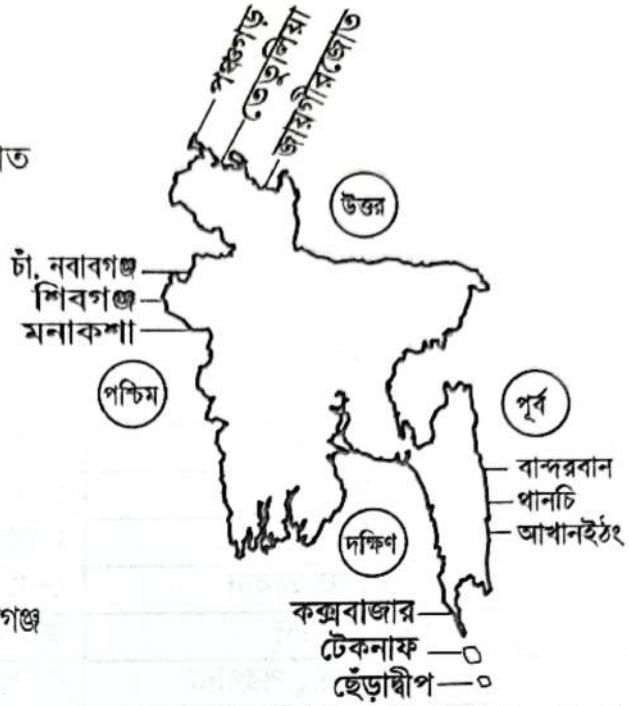 পঞ্চগড়
তেতুলিয়া
জায়গীরজোত
ত
উত্তর
চাঁ. নবাবগঞ্জ
শিবগঞ্জ
মনাকশা
পশ্চিম
পূর্ব
বান্দরবান
থানচি
আখানইঠং
দক্ষিণ
গঞ্জ
কক্সবাজার
টেকনাফ
ছেঁড়াদ্বীপ